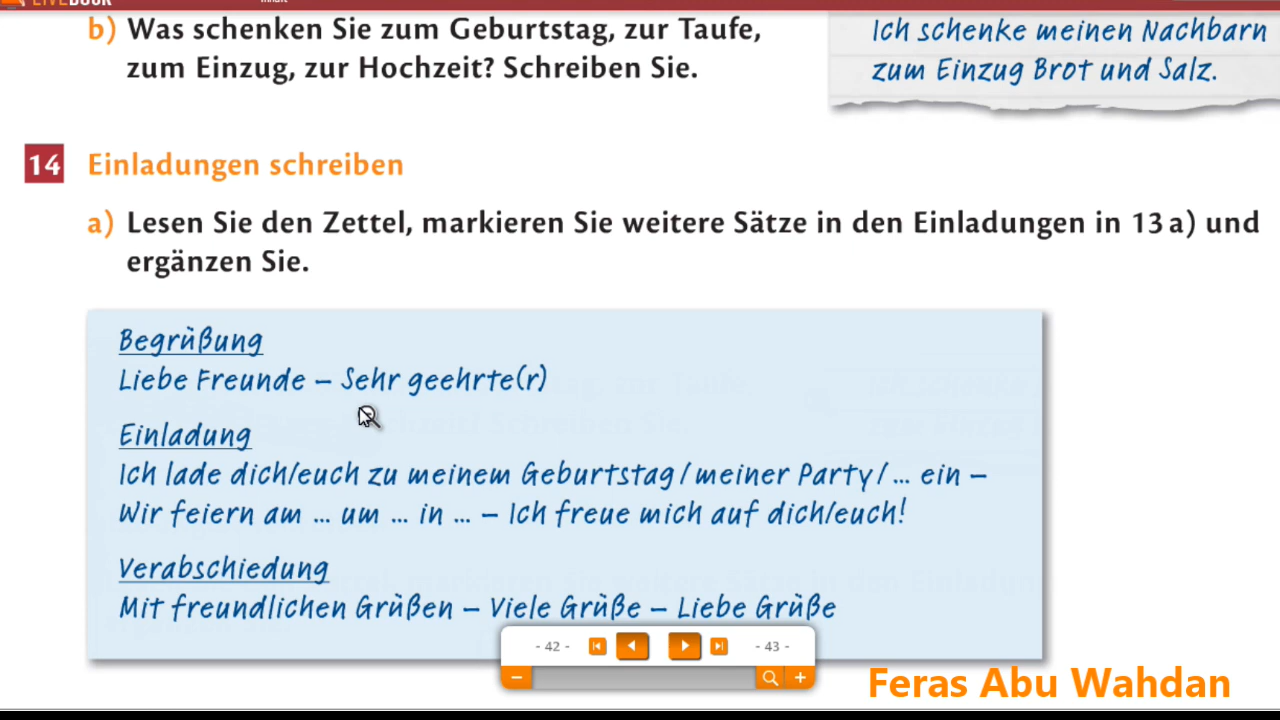 LIVEBOOK
b) Was schenken Sie zum Geburtstag, zur Taufe,
zum Einzug, zur Hochzeit? Schreiben Sie.
Ich schenke meinen Nachbarn
zum Einzug Brot und Salz.
14 Einladungen schreiben
a) Lesen Sie den Zettel, markieren Sie weitere Sätze in den Einladungen in 13 a) und
ergänzen Sie.
Begrüßung
Liebe Freunde – Sehr geehrte(r)
Einladung
Ich lade dich/euch zu meinem Geburtstag / meiner Party / ... ein –
Wir feiern am ... um ... in ... – Ich freue mich auf dich/euch!
Verabschiedung
Mit freundlichen Grüßen – Viele Grüße – Liebe Grüße
- 42 - - 43 -
Feras Abu Wahdan